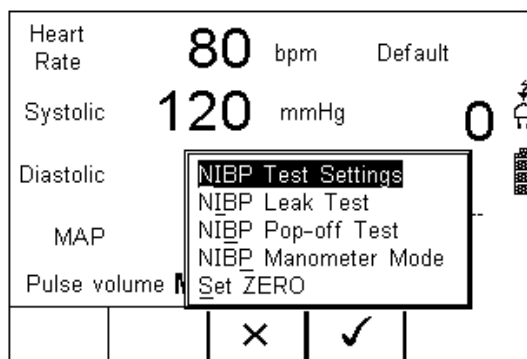 Heart Rate 80 bpm Default
Systolic 120 mmHg 0
Diastolic
MAP
Pulse volume
NIBP Test Settings
NIBP Leak Test
NIBP Pop-off Test
NIBP Manometer Mode
Set ZERO